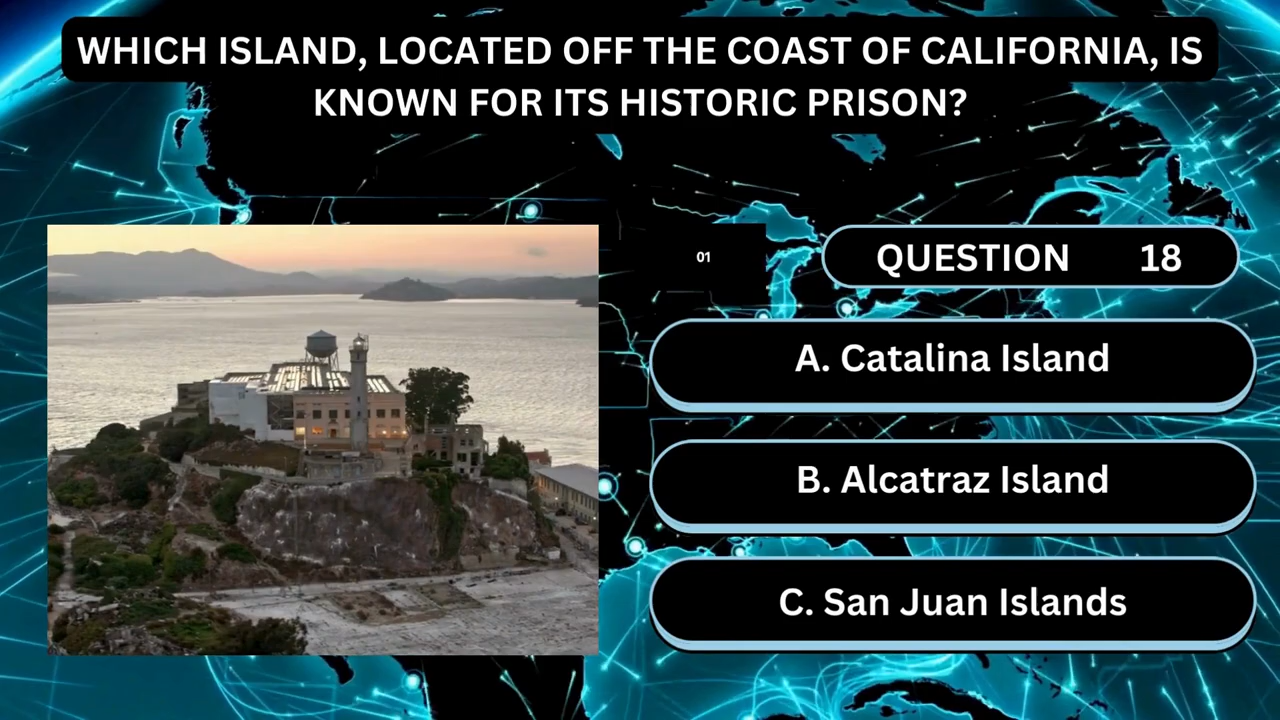 WHICH ISLAND, LOCATED OFF THE COAST OF CALIFORNIA, IS
KNOWN FOR ITS HISTORIC PRISON?
01
QUESTION 18
A. Catalina Island
B. Alcatraz Island
C. San Juan Islands